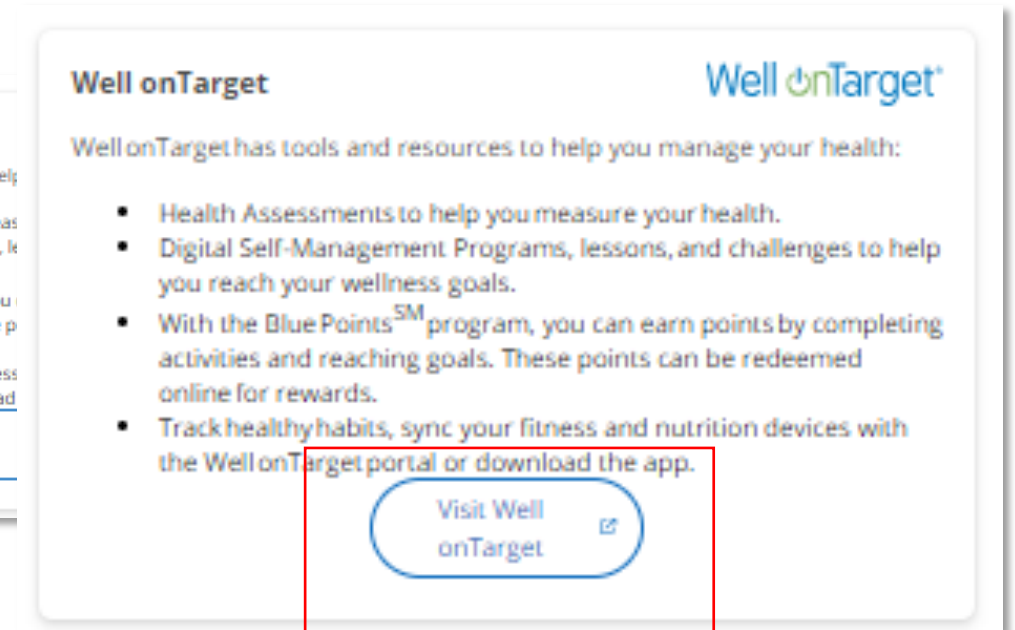 Well onTarget
Well onTarget®
Well onTarget has tools and resources to help you manage your health:
• Health Assessments to help you measure your health.
• Digital Self-Management Programs, lessons, and challenges to help
you reach your wellness goals.
• With the Blue Points℠ program, you can earn points by completing
activities and reaching goals. These points can be redeemed
online for rewards.
• Track healthy habits, sync your fitness and nutrition devices with
the Well onTarget portal or download the app.
Visit Well
onTarget